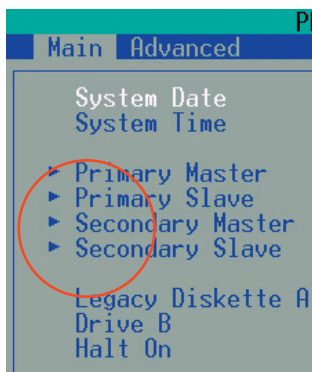 Main Advanced
System Date
System Time
Primary Master
Primary Slave
Secondary Master
Secondary Slave
Legacy Diskette A
Drive B
Halt On